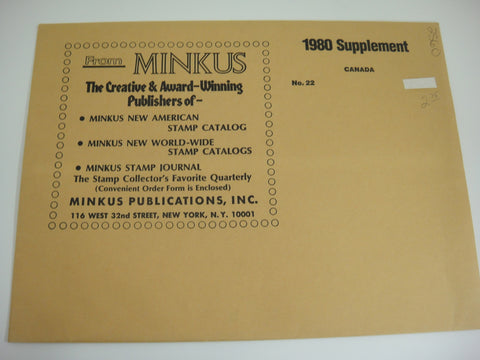 From MINKUS
The Creative & Award-Winning
Publishers of-
• MINKUS NEW AMERICAN
STAMP CATALOG
• MINKUS NEW WORLD-WIDE
STAMP CATALOGS
• MINKUS STAMP JOURNAL
The Stamp Collector's Favorite Quarterly
(Convenient Order Form is Enclosed)
MINKUS PUBLICATIONS, INC.
116 WEST 32nd STREET, NEW YORK, N.Y. 10001
1980 Supplement
CANADA
No. 22